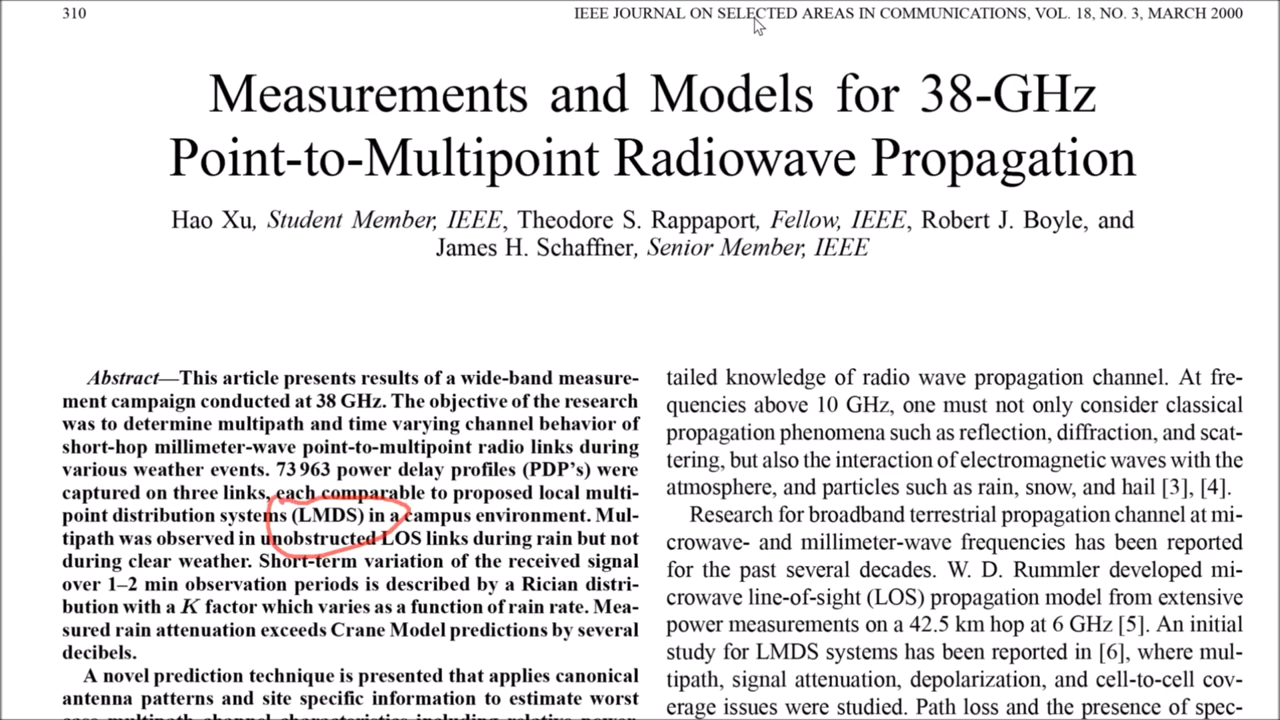 310
IEEE JOURNAL ON SELECTED AREAS IN COMMUNICATIONS, VOL. 18, NO. 3, MARCH 2000
Measurements and Models for 38-GHz
Point-to-Multipoint Radiowave Propagation
Hao Xu, Student Member, IEEE, Theodore S. Rappaport, Fellow, IEEE, Robert J. Boyle, and
James H. Schaffner, Senior Member, IEEE
Abstract—This article presents results of a wide-band measure-
ment campaign conducted at 38 GHz. The objective of the research
was to determine multipath and time varying channel behavior of
short-hop millimeter-wave point-to-multipoint radio links during
various weather events. 73 963 power delay profiles (PDP's) were
captured on three links, each comparable to proposed local multi-
point distribution systems (LMDS) in a campus environment. Mul-
tipath was observed in unobstructed LOS links during rain but not
during clear weather. Short-term variation of the received signal
over 1–2 min observation periods is described by a Rician distri-
bution with a K factor which varies as a function of rain rate. Mea-
sured rain attenuation exceeds Crane Model predictions by several
decibels.
A novel prediction technique is presented that applies canonical
antenna patterns and site specific information to estimate worst
case multipath channel characteristics including relative power,
tailed knowledge of radio wave propagation channel. At fre-
quencies above 10 GHz, one must not only consider classical
propagation phenomena such as reflection, diffraction, and scat-
tering, but also the interaction of electromagnetic waves with the
atmosphere, and particles such as rain, snow, and hail [3], [4].
Research for broadband terrestrial propagation channel at mi-
crowave- and millimeter-wave frequencies has been reported
for the past several decades. W. D. Rummler developed mi-
crowave line-of-sight (LOS) propagation model from extensive
power measurements on a 42.5 km hop at 6 GHz [5]. An initial
study for LMDS systems has been reported in [6], where mul-
tipath, signal attenuation, depolarization, and cell-to-cell cov-
erage issues were studied. Path loss and the presence of spec-